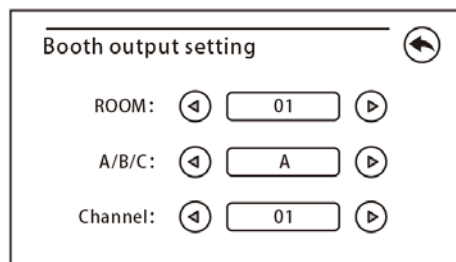 Booth output setting
ROOM: 01
A/B/C: A
Channel: 01